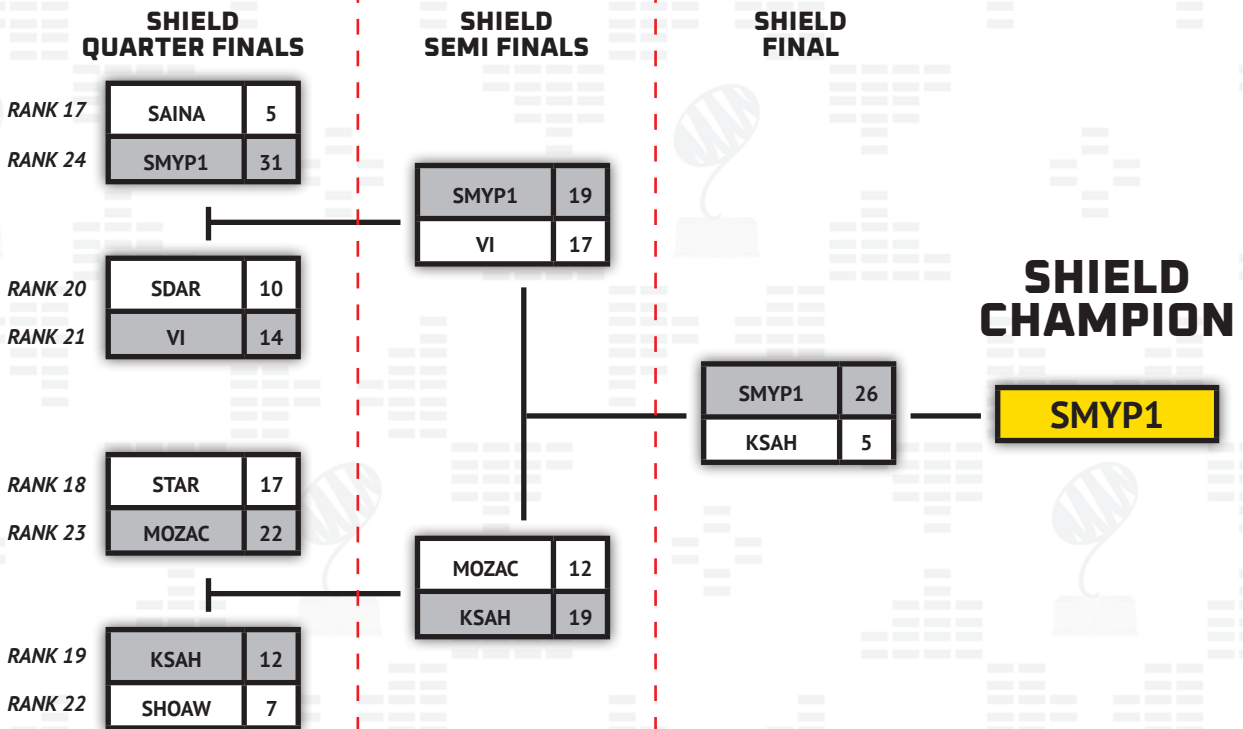 SHIELD
QUARTER FINALS
SHIELD
SEMI FINALS
SHIELD
FINAL
RANK 17 SAINA 5
RANK 24 SMYP1 31
RANK 20 SDAR 10
RANK 21 VI 14
RANK 18 STAR 17
RANK 23 MOZAC 22
RANK 19 KSAH 12
RANK 22 SHOAW 7
SMYP1 19
VI 17
MOZAC 12
KSAH 19
SMYP1 26
KSAH 5
SHIELD
CHAMPION
SMYP1